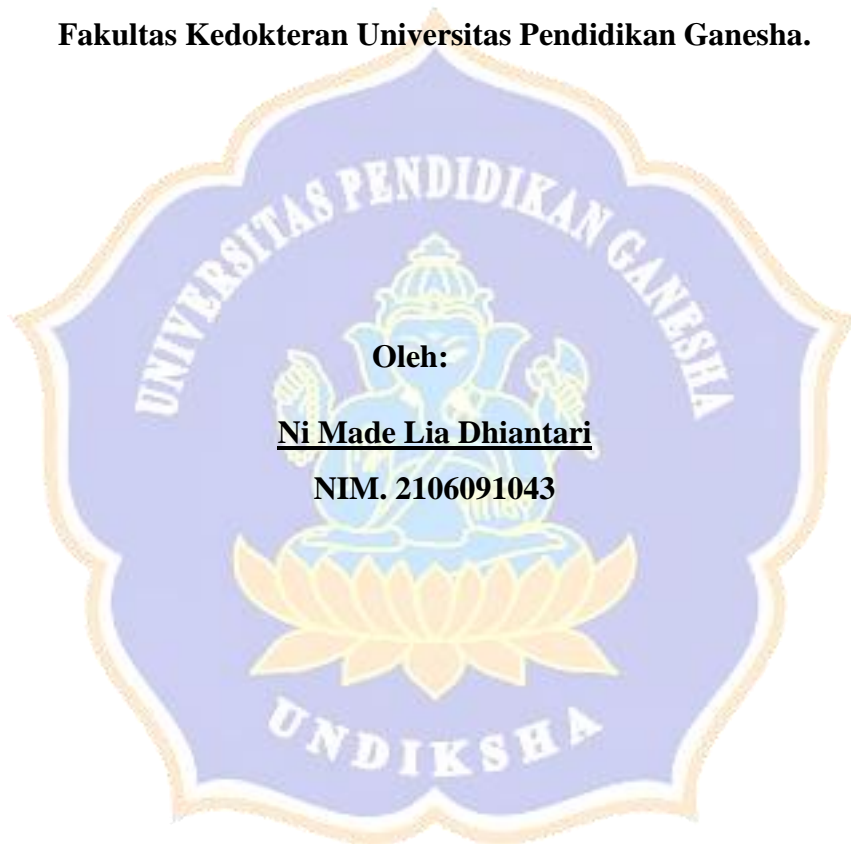 Fakultas Kedokteran Universitas Pendidikan Ganesha.
UNIVERSITAS PENDIDIKAN GANESHA
Oleh:
Ni Made Lia Dhiantari
NIM. 2106091043
UNDIKSHA